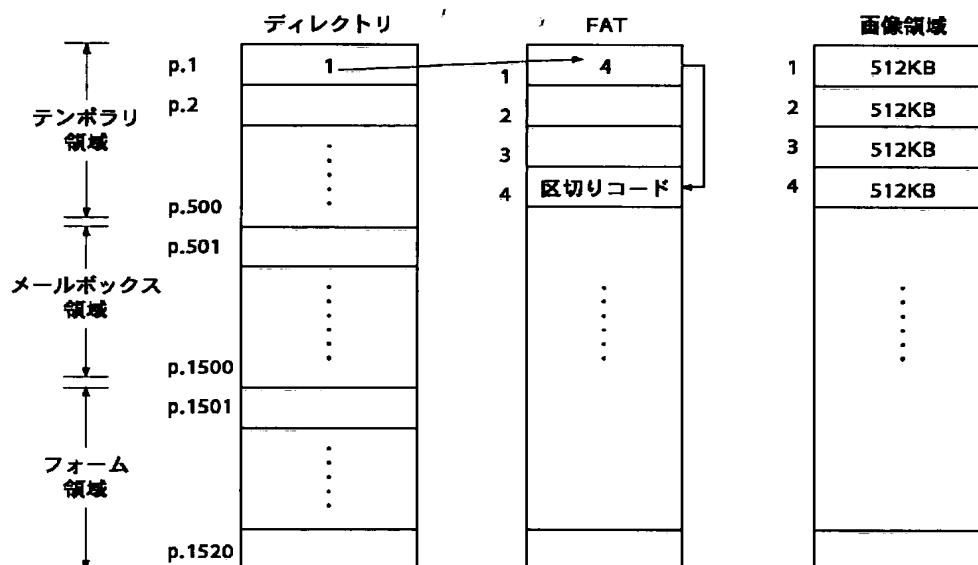 ディレクトリ
FAT
画像領域
テンポラリ
領域
メールボックス
領域
フォーム
領域
p.1
1
p.2
p.500
p.501
p.1500
p.1501
p.1520
1
4
2
3
4
区切りコード
1
512KB
2
512KB
3
512KB
4
512KB